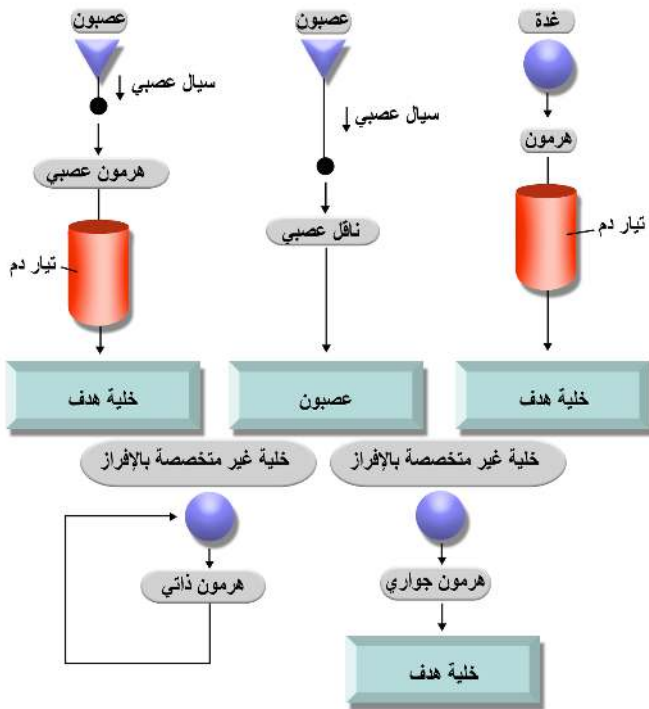 غدة
عصبون
عصبون
سيال عصبي
سيال عصبي
هرمون
هرمون عصبي
ناقل عصبي
تيار دم
تيار دم
خلية هدف
عصبون
خلية هدف
خلية غير متخصصة بالإفراز
خلية غير متخصصة بالإفراز
هرمون جواري
هرمون ذاتي
خلية هدف